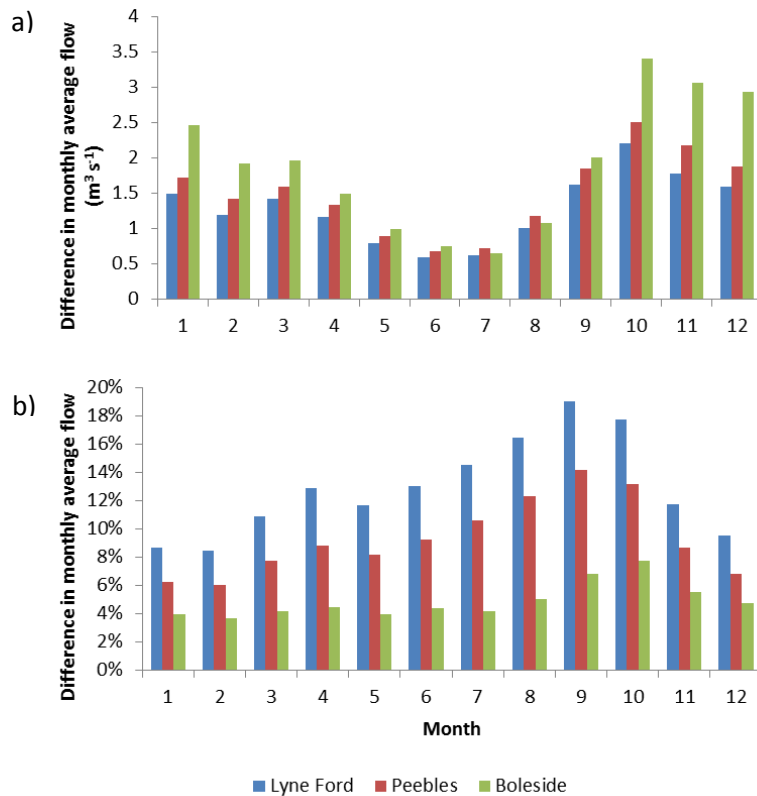 a)
Difference in monthly average flow
(m³ s⁻¹)
4
3.5
3
2.5
2
1.5
1
0.5
0
1 2 3 4 5 6 7 8 9 10 11 12
b)
Difference in monthly average flow
20%
18%
16%
14%
12%
10%
8%
6%
4%
2%
0%
1 2 3 4 5 6 7 8 9 10 11 12
Month
Lyne Ford Peebles Boleside